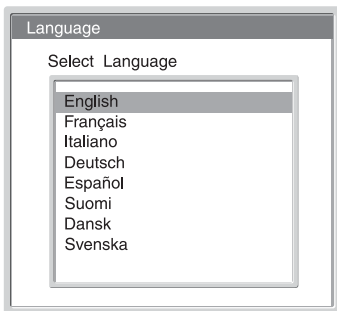 Language
Select Language
English
Français
Italiano
Deutsch
Español
Suomi
Dansk
Svenska